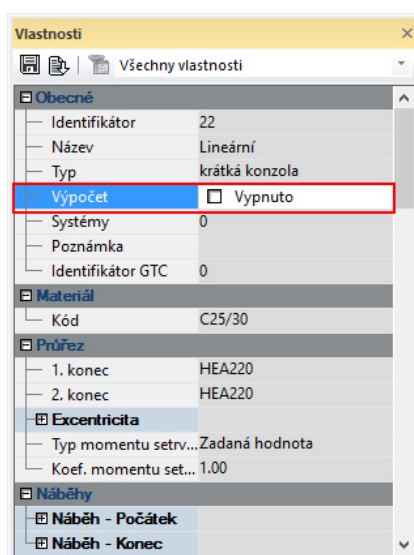 Vlastnosti
Všechny vlastnosti
Obecné
Identifikátor 22
Název Lineární
Typ krátká konzola
Výpočet Vypnuto
Systémy 0
Poznámka
Identifikátor GTC 0
Materiál
Kód C25/30
Průřez
1. konec HEA220
2. konec HEA220
Excentricita
Typ momentu setrv... Zadaná hodnota
Koef. momentu set... 1.00
Náběhy
Náběh - Počátek
Náběh - Konec